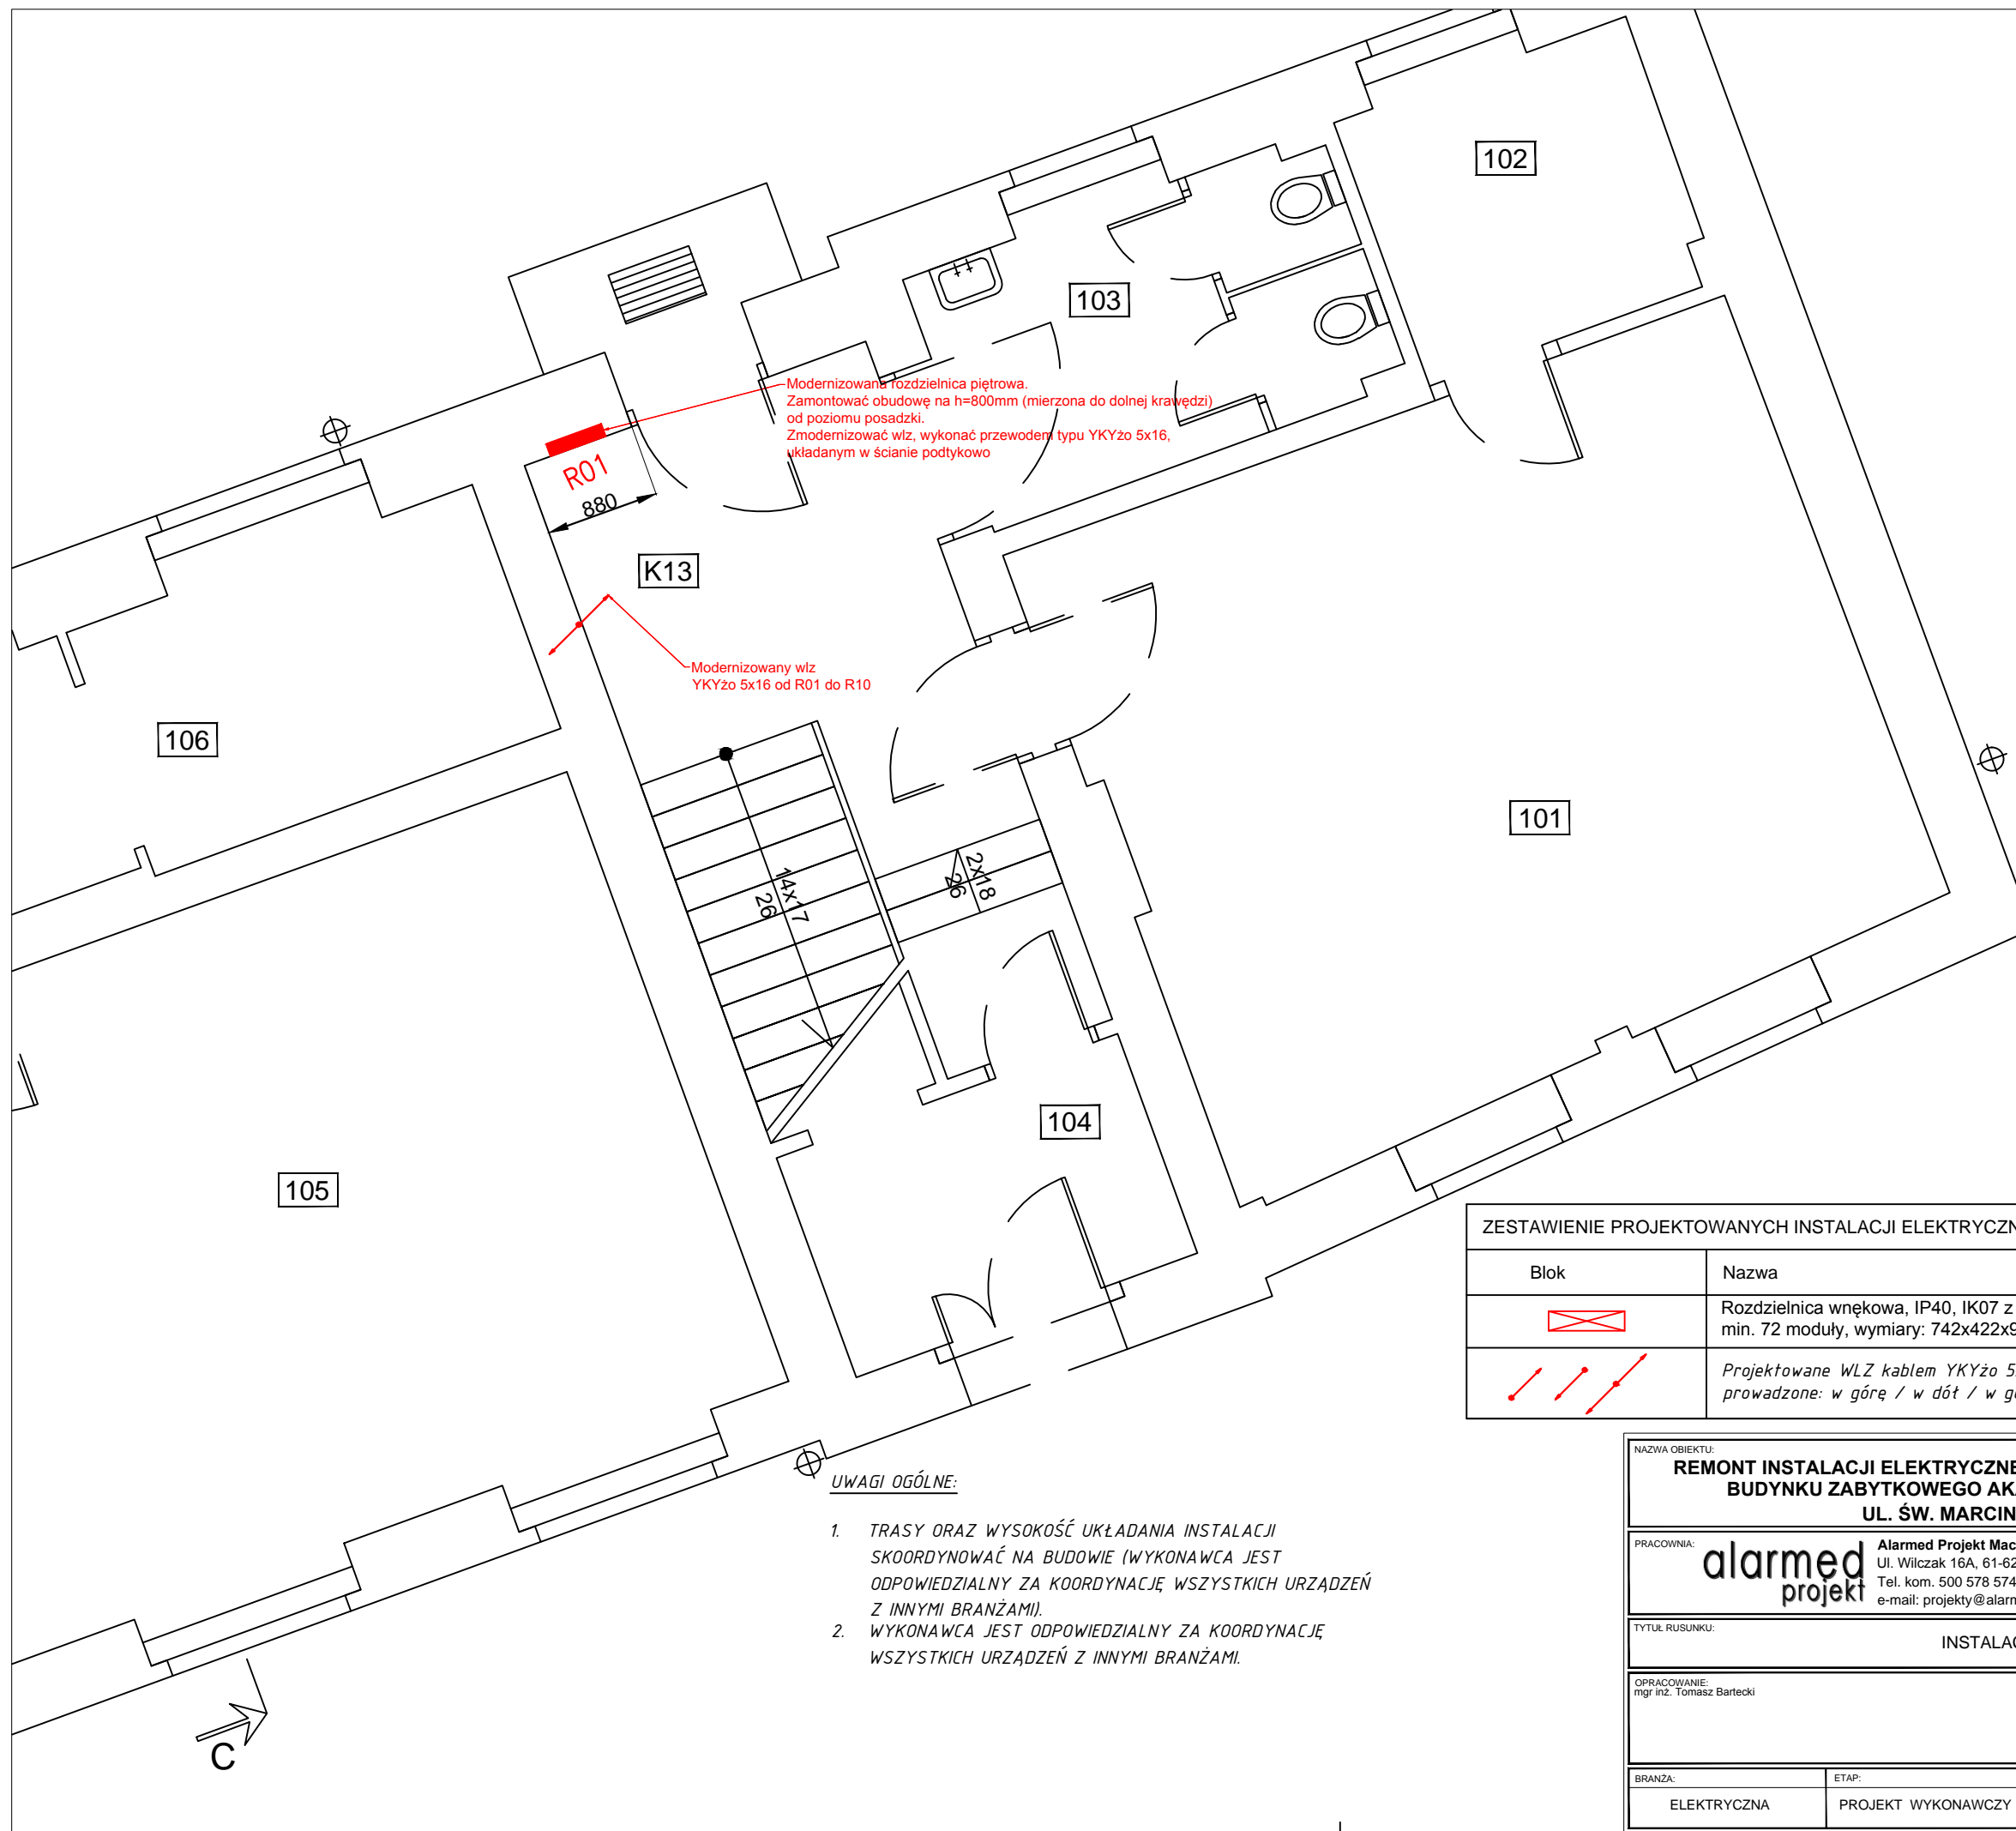 102
103
Modernizowana rozdzielnica piętrowa.
Zamontować obudowę na h=800mm (mierzona do dolnej krawędzi)
od poziomu posadzki.
Zmodernizować wlz, wykonać przewodem typu YKYżo 5x16,
układanym w ścianie podtykowo
R01
880
K13
Modernizowany wlz
YKYżo 5x16 od R01 do R10
106
101
14x17
26
2x18
26
104
105
ZESTAWIENIE PROJEKTOWANYCH INSTALACJI ELEKTRYCZN
Blok
Nazwa
Rozdzielnica wnękowa, IP40, IK07 z
min. 72 moduły, wymiary: 742x422x9
Projektowane WLZ kablem YKYżo 5
prowadzone: w górę / w dół / w g
UWAGI OGÓLNE:
1. TRASY ORAZ WYSOKOŚĆ UKŁADANIA INSTALACJI
SKOORDYNOWAĆ NA BUDOWIE (WYKONAWCA JEST
ODPOWIEDZIALNY ZA KOORDYNACJĘ WSZYSTKICH URZĄDZEŃ
Z INNYMI BRANŻAMI).
2. WYKONAWCA JEST ODPOWIEDZIALNY ZA KOORDYNACJĘ
WSZYSTKICH URZĄDZEŃ Z INNYMI BRANŻAMI.
C
NAZWA OBIEKTU:
REMONT INSTALACJI ELEKTRYCZNE
BUDYNKU ZABYTKOWEGO AKA
UL. ŚW. MARCIN
PRACOWNIA:
alarmed
projekt
Alarmed Projekt Mac
Ul. Wilczak 16A, 61-62
Tel. kom. 500 578 574
e-mail: projekty@alarm
TYTUŁ RUSUNKU:
INSTALAC
OPRACOWANIE:
mgr inż. Tomasz Bartecki
BRANŻA:
ETAP:
ELEKTRYCZNA
PROJEKT WYKONAWCZY